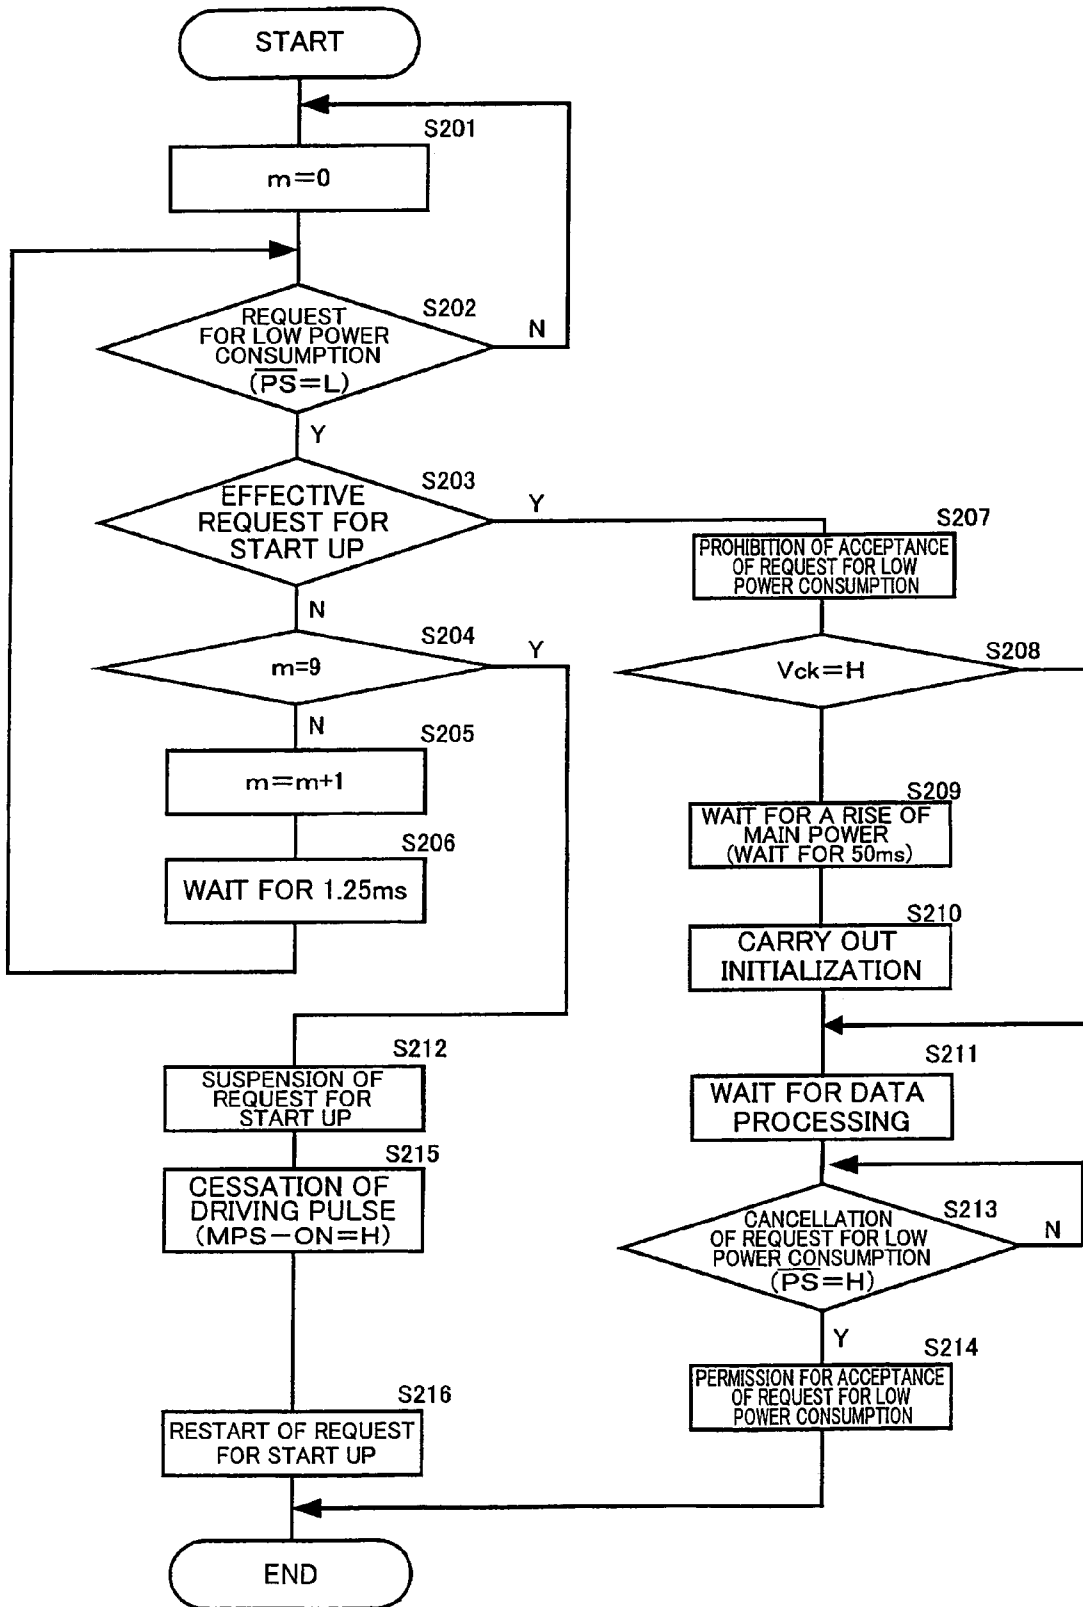 START
S201
m=0
S202
REQUEST
FOR LOW POWER
CONSUMPTION
(P̅S̅=L)
N
Y
S203
EFFECTIVE
REQUEST FOR
START UP
Y
N
S204
m=9
Y
N
S205
m=m+1
S206
WAIT FOR 1.25ms
S212
SUSPENSION OF
REQUEST FOR
START UP
S215
CESSATION OF
DRIVING PULSE
(MPS-ON=H)
S216
RESTART OF REQUEST
FOR START UP
END
S207
PROHIBITION OF ACCEPTANCE
OF REQUEST FOR LOW
POWER CONSUMPTION
S208
Vck=H
S209
WAIT FOR A RISE OF
MAIN POWER
(WAIT FOR 50ms)
S210
CARRY OUT
INITIALIZATION
S211
WAIT FOR DATA
PROCESSING
S213
CANCELLATION
OF REQUEST FOR LOW
POWER CONSUMPTION
(P̅S̅=H)
N
Y
S214
PERMISSION FOR ACCEPTANCE
OF REQUEST FOR LOW
POWER CONSUMPTION